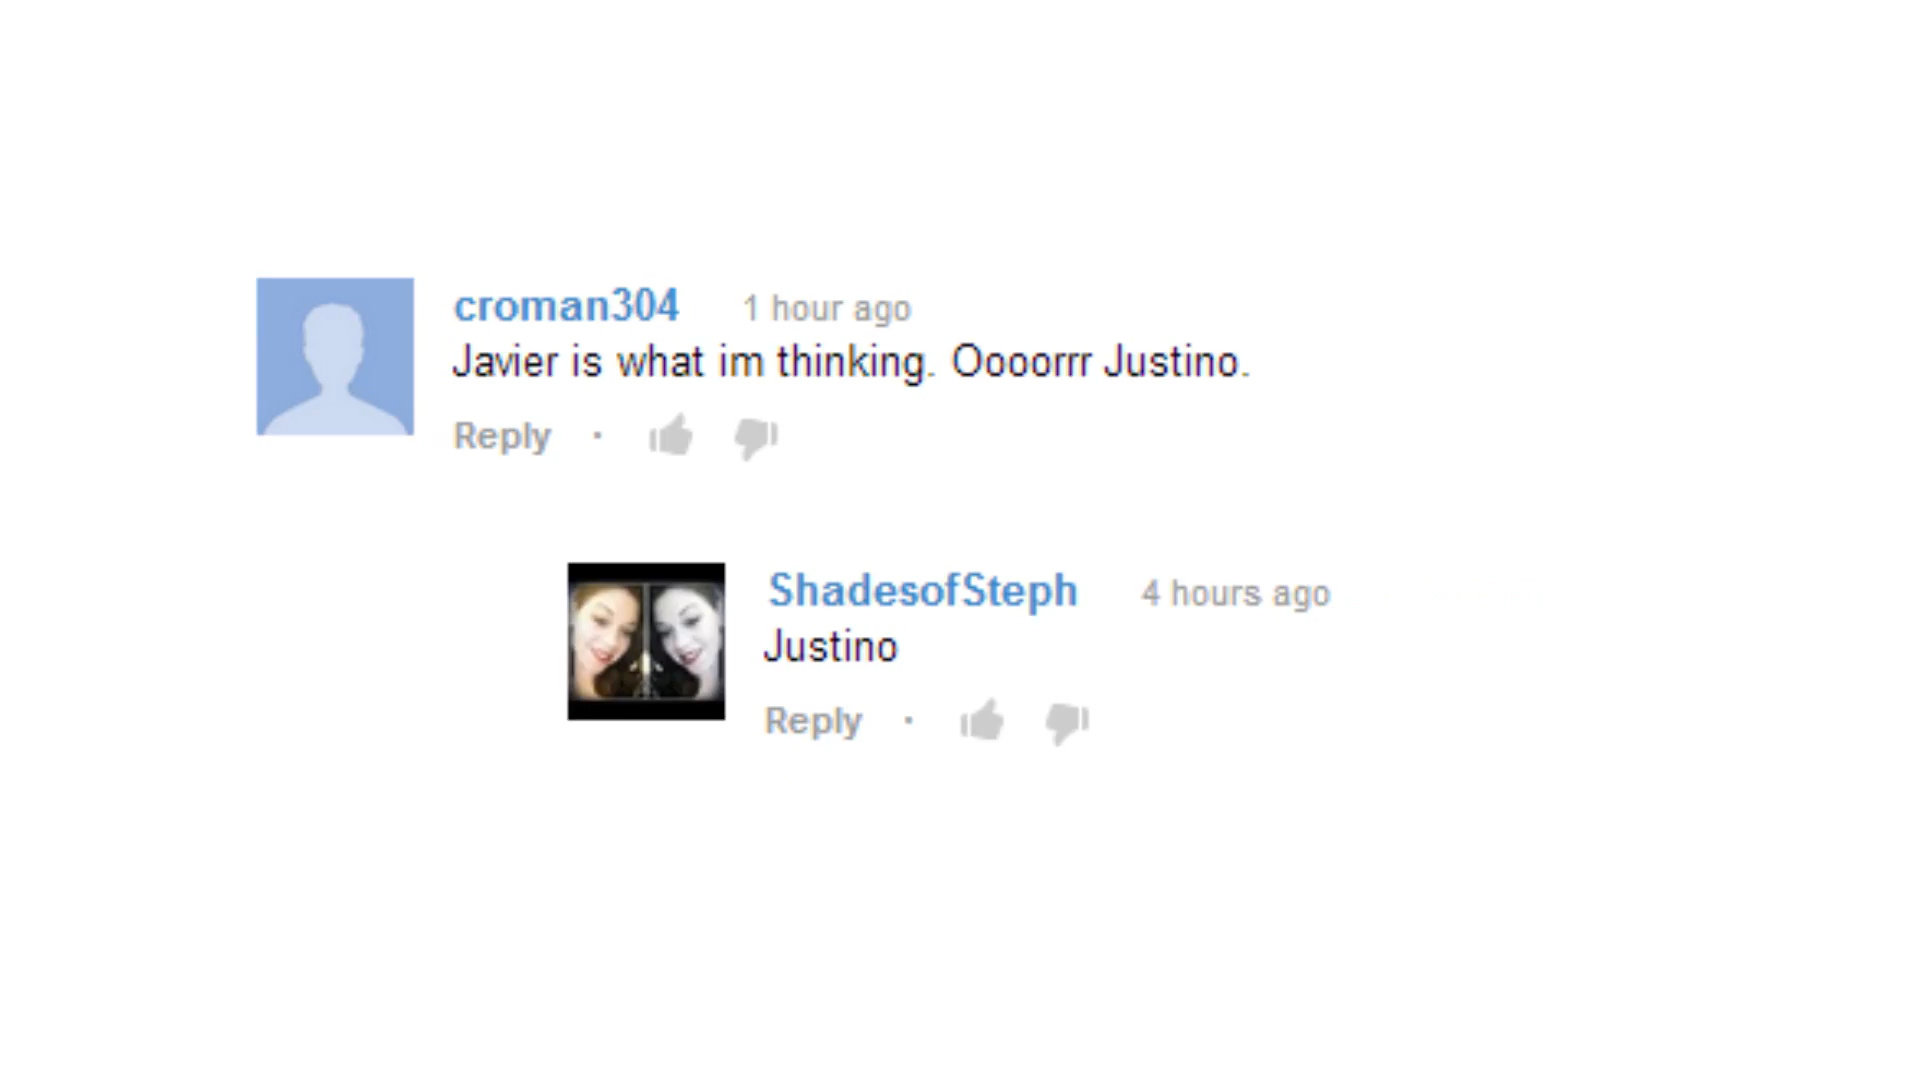 croman304 1 hour ago
Javier is what im thinking. Oooorrr Justino.
Reply ·
ShadesofSteph 4 hours ago
Justino
Reply ·